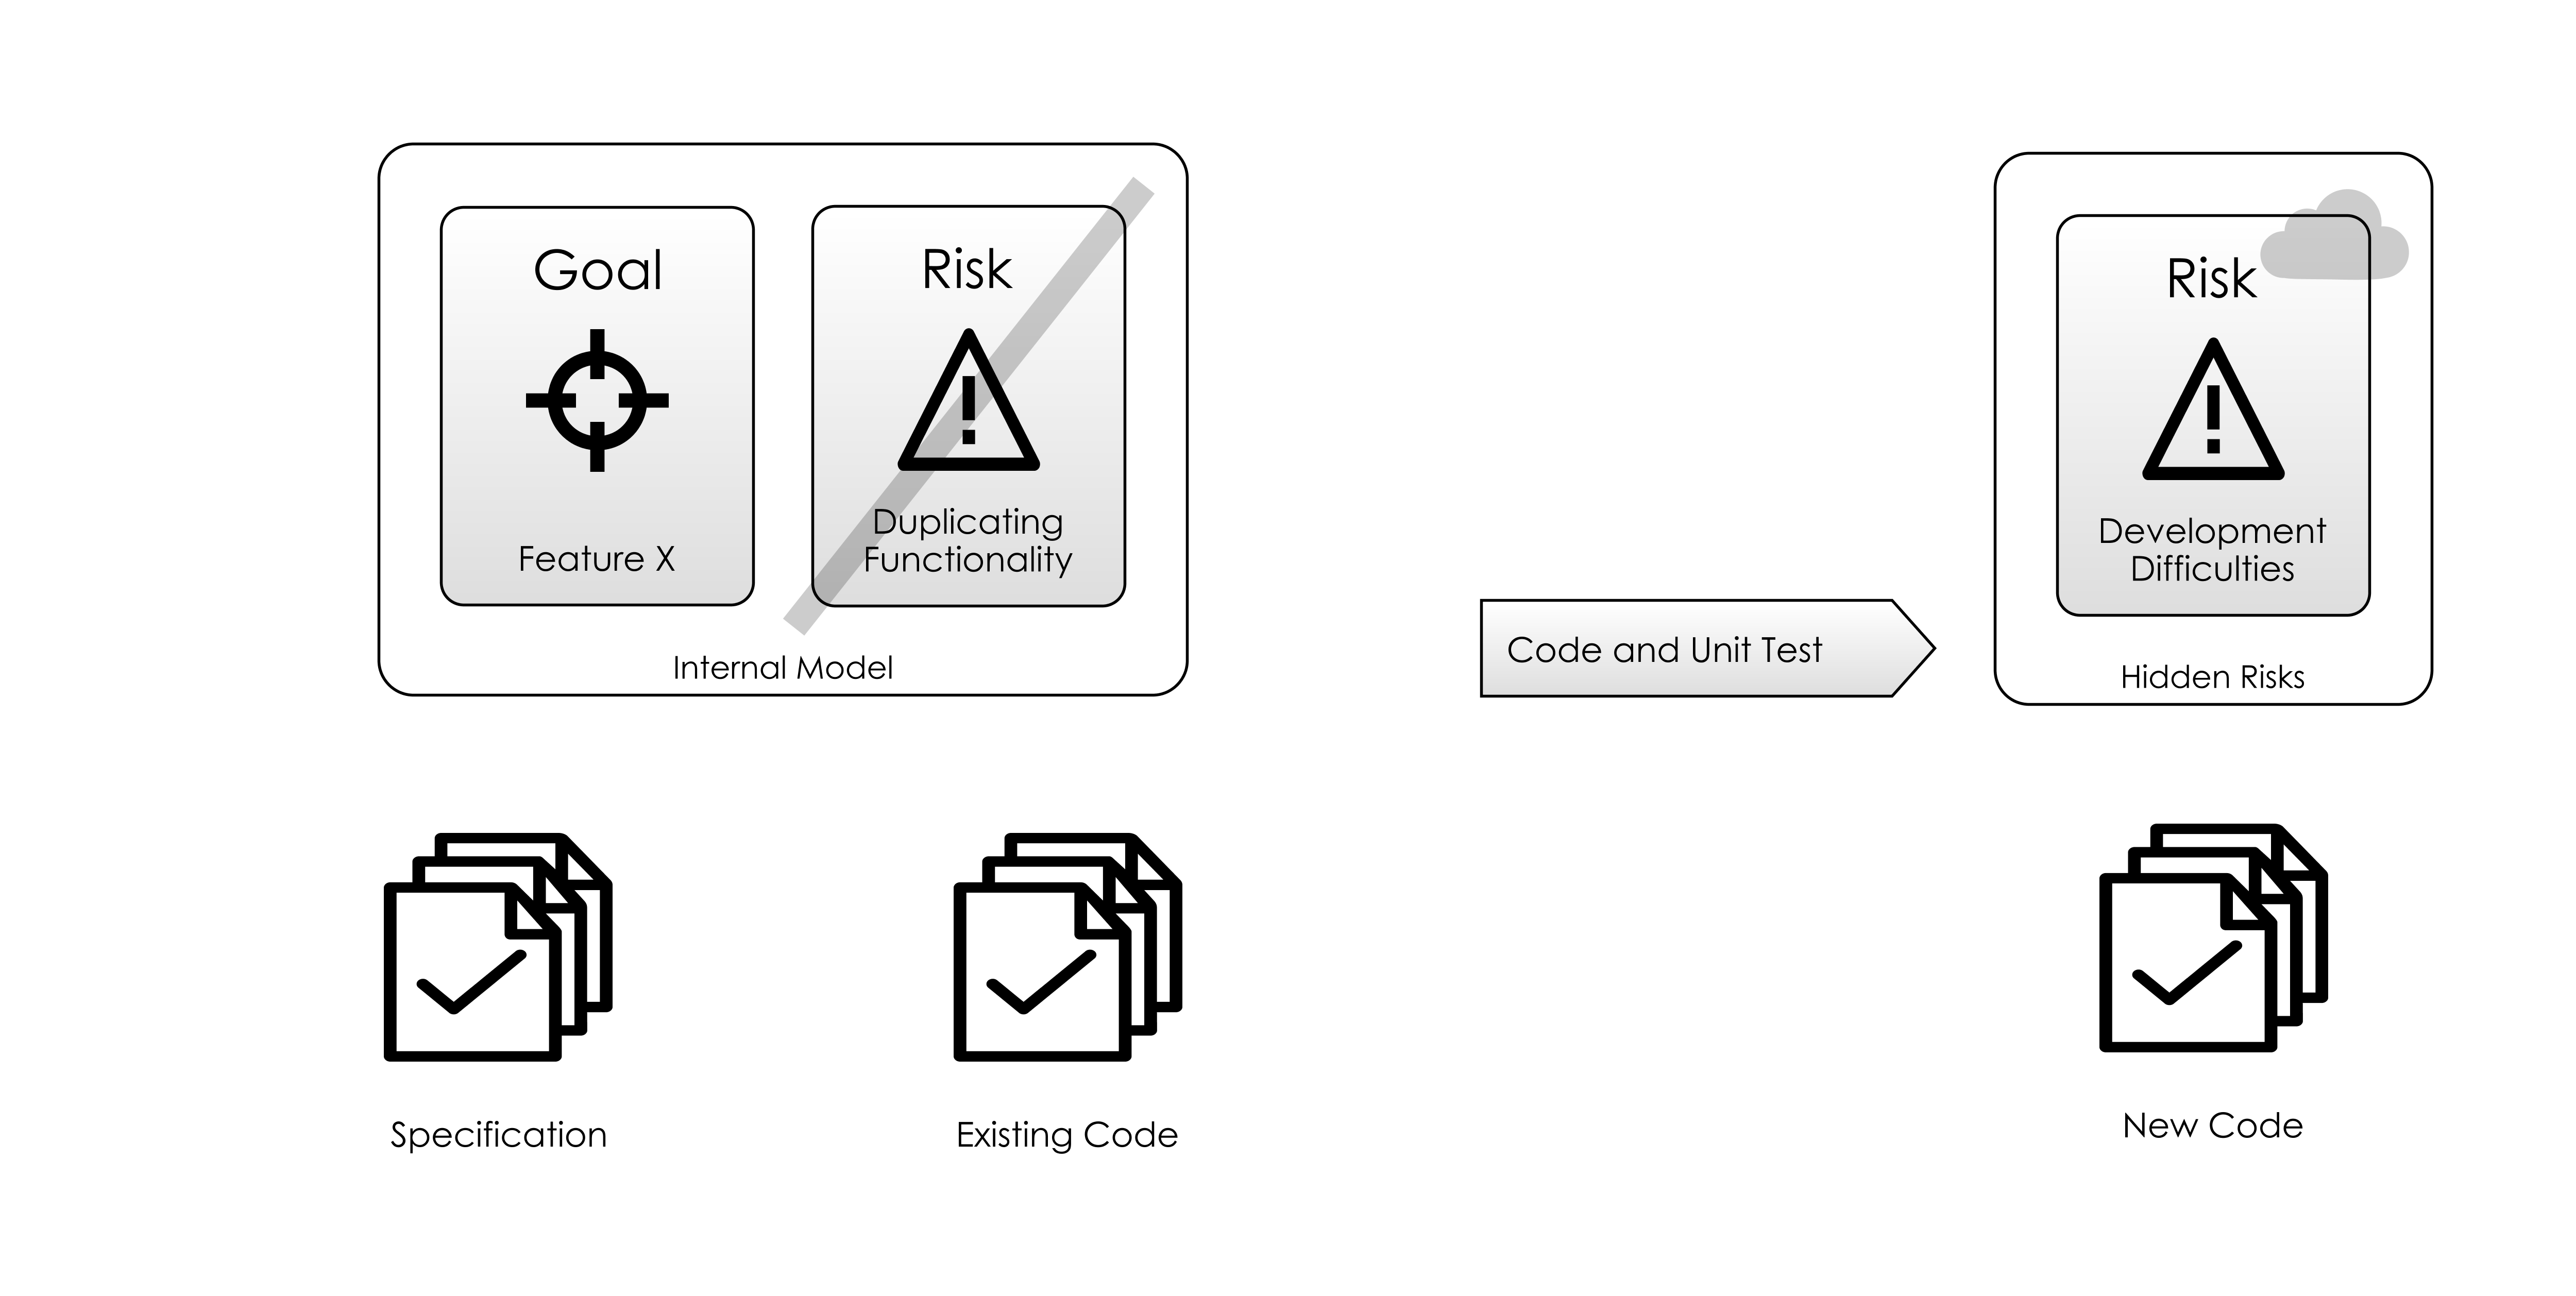 Goal
Feature X
Risk
Duplicating
Functionality
Internal Model
Code and Unit Test
Risk
Development
Difficulties
Hidden Risks
Specification
Existing Code
New Code